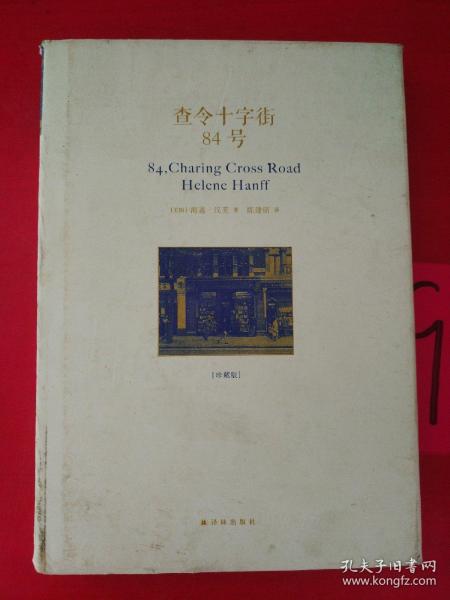 查令十字街
84号
84,Charing Cross Road
Helene Hanff
[美国]海莲·汉芙 著 陈建铭 译
[珍藏版]
译林出版社
孔夫子旧书网
www.kongfz.com